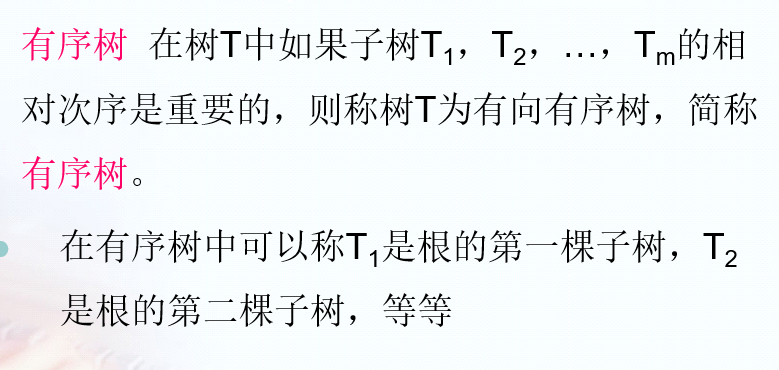 有序树 在树T中如果子树T₁，T₂，…，Tₘ的相
对次序是重要的，则称树T为有向有序树，简称
有序树。
在有序树中可以称T₁是根的第一棵子树，T₂
是根的第二棵子树，等等